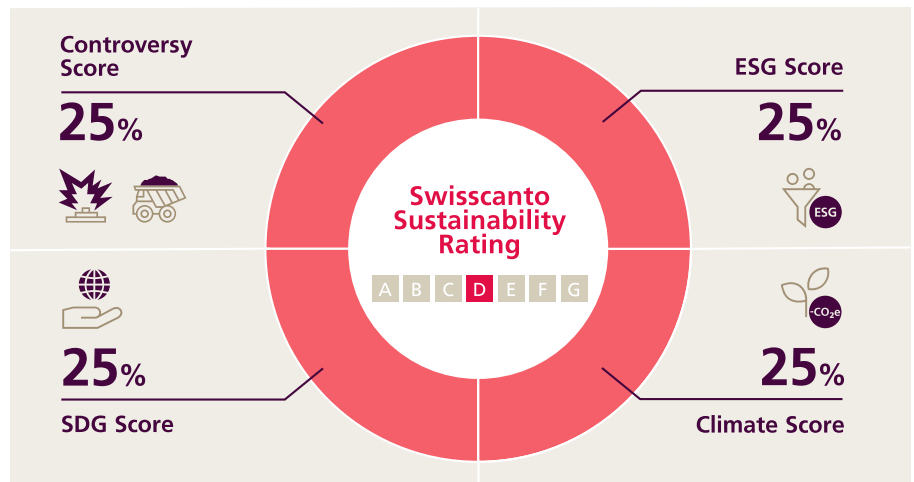 Controversy
Score
25%
ESG Score
25%
ESG
Swisscanto
Sustainability
Rating
A B C D E F G
25%
SDG Score
-CO₂e
25%
Climate Score